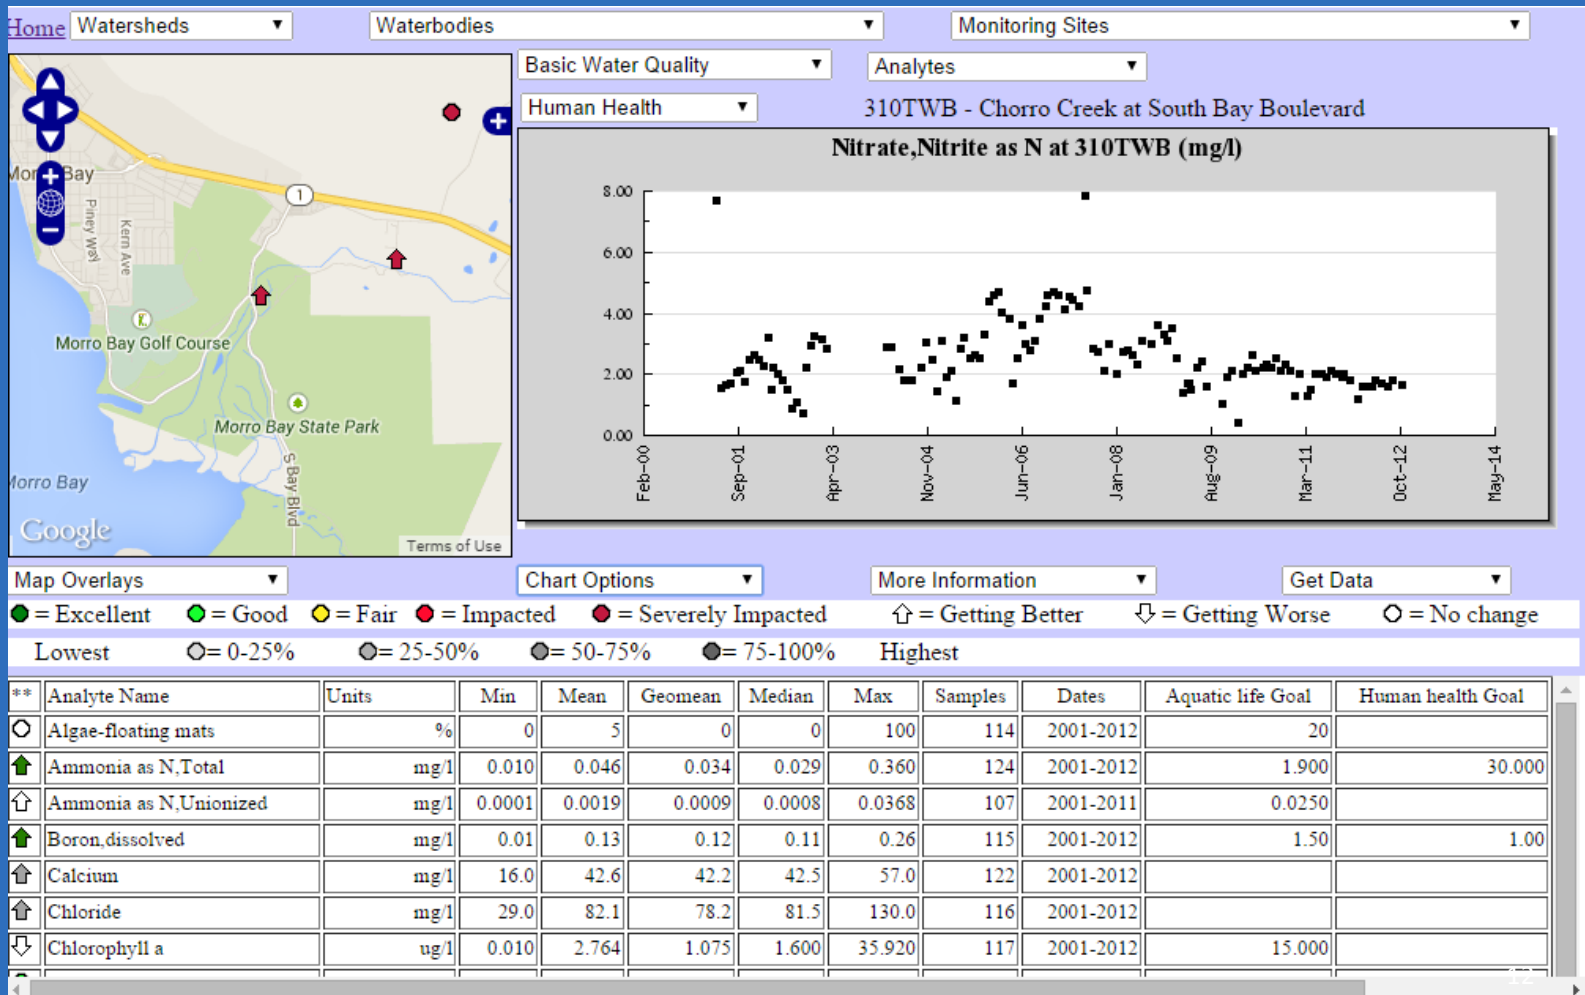 Home Watersheds Waterbodies Monitoring Sites
Basic Water Quality Analytes
Human Health 310TWB - Chorro Creek at South Bay Boulevard
Morro Bay
Piney Way
Kern Ave
1
Morro Bay Golf Course
Morro Bay State Park
S Bay Blvd
Morro Bay
Google
Terms of Use
Nitrate,Nitrite as N at 310TWB (mg/l)
8.00
6.00
4.00
2.00
0.00
Feb-00 Sep-01 Apr-03 Nov-04 Jun-06 Jan-08 Aug-09 Mar-11 Oct-12 May-14
Map Overlays Chart Options More Information Get Data
= Excellent = Good = Fair = Impacted = Severely Impacted = Getting Better = Getting Worse = No change
Lowest = 0-25% = 25-50% = 50-75% = 75-100% Highest
** Analyte Name Units Min Mean Geomean Median Max Samples Dates Aquatic life Goal Human health Goal
Algae-floating mats % 0 5 0 0 100 114 2001-2012 20
Ammonia as N,Total mg/l 0.010 0.046 0.034 0.029 0.360 124 2001-2012 1.900 30.000
Ammonia as N,Unionized mg/l 0.0001 0.0019 0.0009 0.0008 0.0368 107 2001-2011 0.0250
Boron,dissolved mg/l 0.01 0.13 0.12 0.11 0.26 115 2001-2012 1.50 1.00
Calcium mg/l 16.0 42.6 42.2 42.5 57.0 122 2001-2012
Chloride mg/l 29.0 82.1 78.2 81.5 130.0 116 2001-2012
Chlorophyll a ug/l 0.010 2.764 1.075 1.600 35.920 117 2001-2012 15.000
12